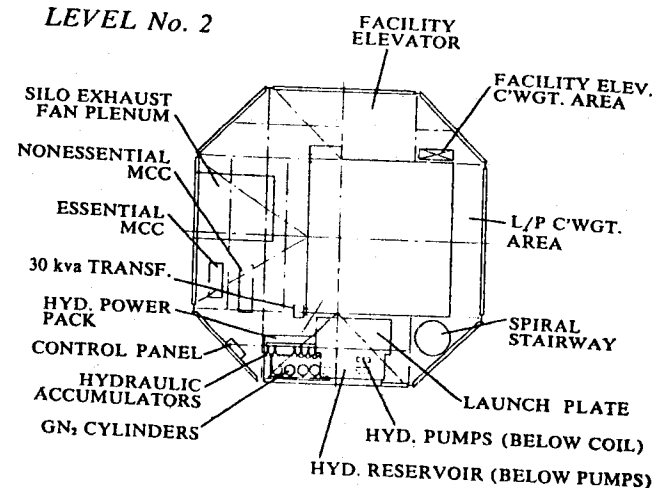 LEVEL No. 2
FACILITY
ELEVATOR
FACILITY ELEV.
C'WGT. AREA
SILO EXHAUST
FAN PLENUM
NONESSENTIAL
MCC
ESSENTIAL
MCC
L/P C'WGT.
AREA
30 kva TRANSF.
HYD. POWER
PACK
SPIRAL
STAIRWAY
CONTROL PANEL
HYDRAULIC
ACCUMULATORS
LAUNCH PLATE
GN₂ CYLINDERS
HYD. PUMPS (BELOW COIL)
HYD. RESERVOIR (BELOW PUMPS)